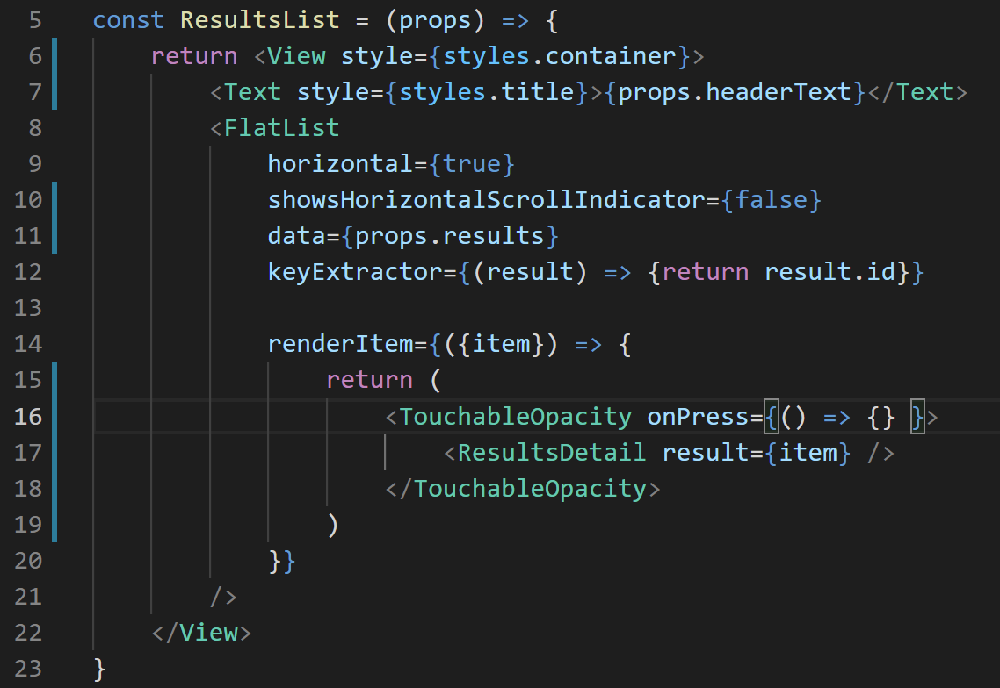 5 const ResultsList = (props) => {
6 return <View style={styles.container}>
7 <Text style={styles.title}>{props.headerText}</Text>
8 <FlatList
9 horizontal={true}
10 showsHorizontalScrollIndicator={false}
11 data={props.results}
12 keyExtractor={(result) => {return result.id}}
13
14 renderItem={({item}) => {
15 return (
16 <TouchableOpacity onPress={() => {} }>
17 <ResultsDetail result={item} />
18 </TouchableOpacity>
19 )
20 }}
21 />
22 </View>
23 }